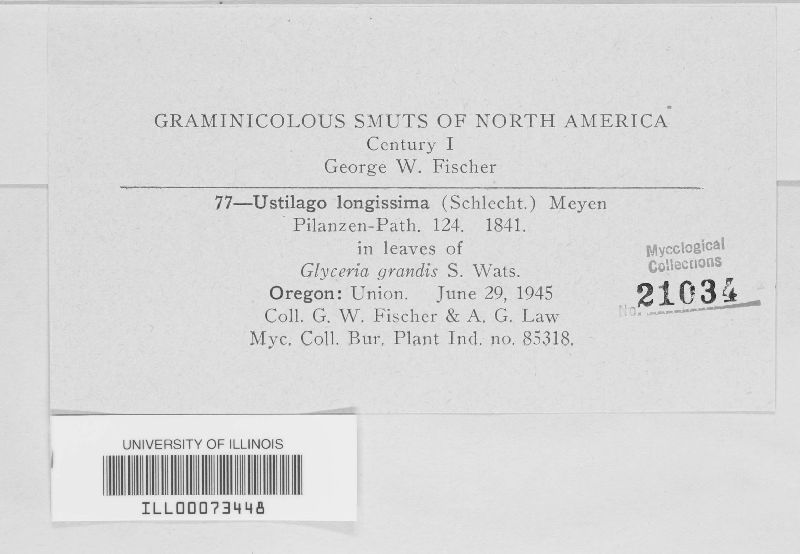 GRAMINICOLOUS SMUTS OF NORTH AMERICA
Century I
George W. Fischer
77—Ustilago longissima (Schlecht.) Meyen
Pilanzen-Path. 124. 1841.
in leaves of
Glyceria grandis S. Wats.
Oregon: Union. June 29, 1945
Coll. G. W. Fischer & A. G. Law
Myc. Coll. Bur. Plant Ind. no. 85318.
Mycological
Collections
No. 21034
UNIVERSITY OF ILLINOIS
ILL00073448